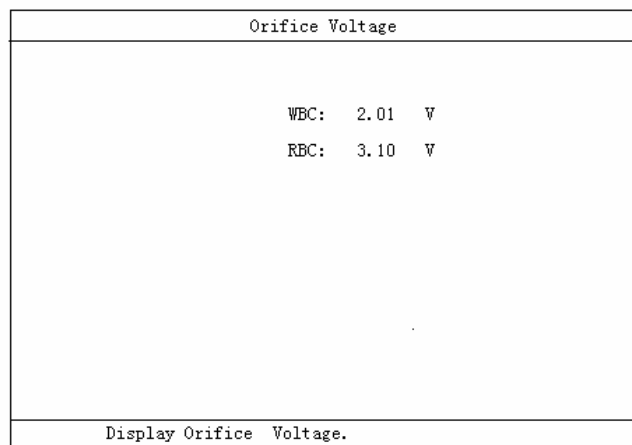 Orifice Voltage
WBC: 2.01 V
RBC: 3.10 V
Display Orifice Voltage.